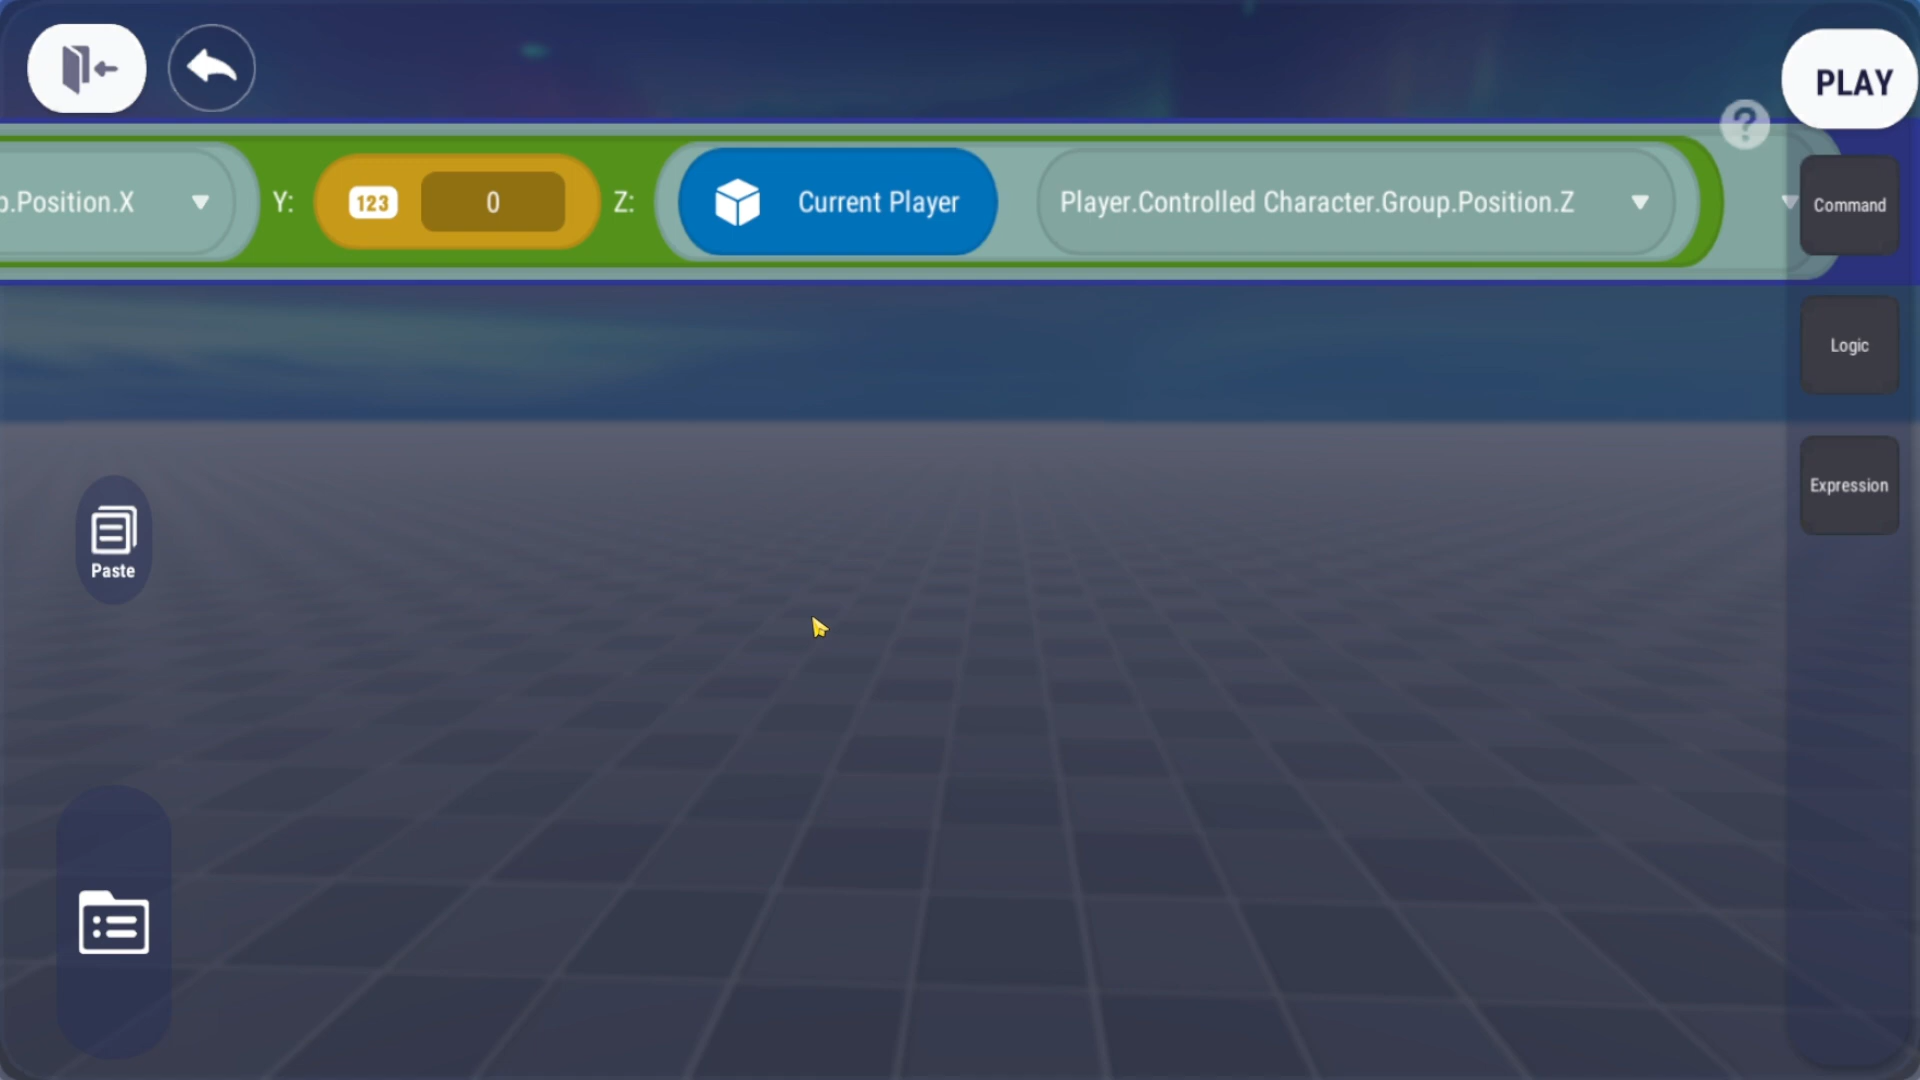 PLAY
?
p.Position.X
Y:
123
0
Z:
Current Player
Player.Controlled Character.Group.Position.Z
Command
Logic
Expression
Paste